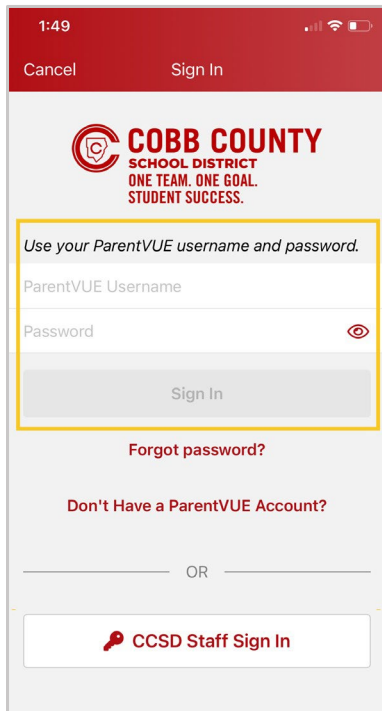 1:49
Cancel
Sign In
C
COBB COUNTY
SCHOOL DISTRICT
ONE TEAM. ONE GOAL.
STUDENT SUCCESS.
Use your ParentVUE username and password.
ParentVUE Username
Password
Sign In
Forgot password?
Don't Have a ParentVUE Account?
OR
CCSD Staff Sign In